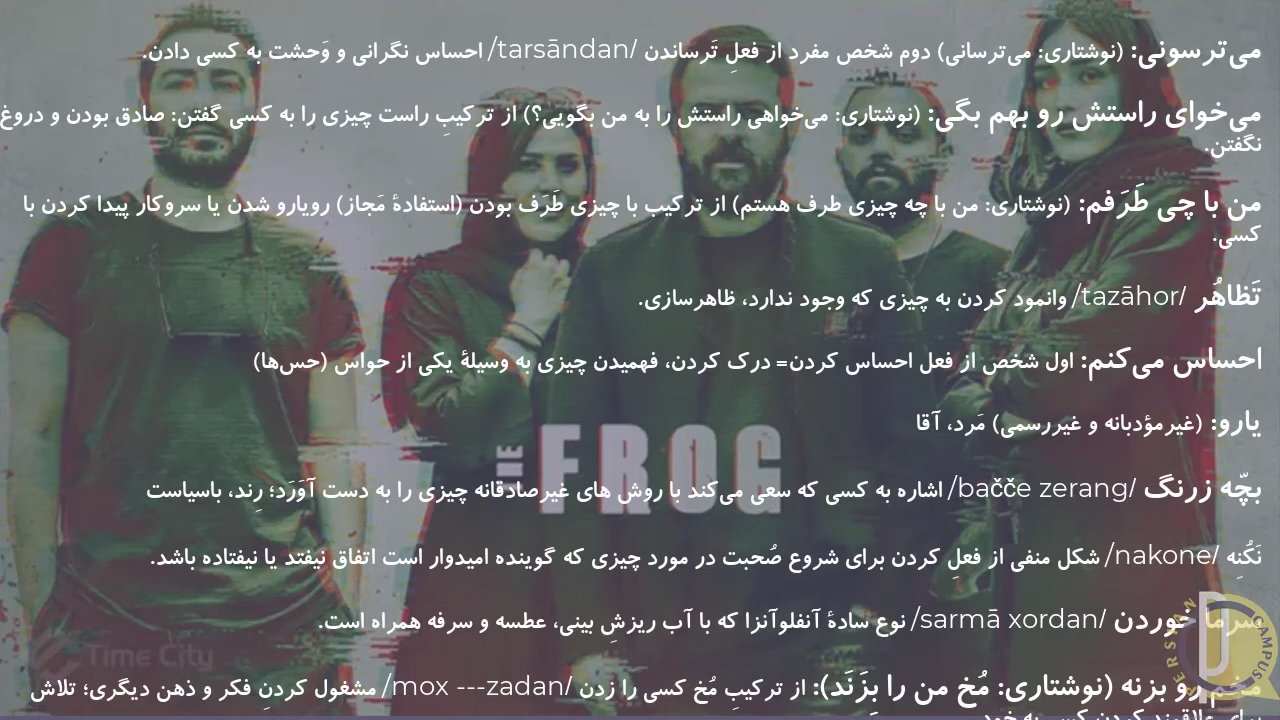 می‌ترسونی: (نوشتاری: می‌ترسانی) دوم شخص مفرد از فعلِ تَرساندن /tarsāndan/ احساس نگرانی و وَحشت به کسی دادن.
می‌خوای راستش رو بهم بگی: (نوشتاری: می‌خواهی راستش را به من بگویی؟) از ترکیبِ راست چیزی را به کسی گفتن: صادق بودن و دروغ
نگفتن.
من با چی طَرَفم: (نوشتاری: من با چه چیزی طرف هستم) از ترکیب با چیزی طَرَف بودن (استفادهٔ مَجاز) رویارو شدن یا سروکار پیدا کردن با
کسی.
تَظاهُر /tazāhor/ وانمود کردن به چیزی که وجود ندارد، ظاهرسازی.
احساس می‌کنم: اول شخص از فعل احساس کردن= درک کردن، فهمیدن چیزی به وسیلهٔ یکی از حواس (حس‌ها)
یارو: (غیرمؤدبانه و غیررسمی) مَرد، آقا
THE FROG
بچّه زرنگ /bačče zerang/ اشاره به کسی که سعی می‌کند با روش های غیرصادقانه چیزی را به دست آوَرَد؛ رِند، باسیاست
نَکُنِه /nakone/ شکل منفی از فعلِ کردن برای شروع صُحبت در مورد چیزی که گوینده امیدوار است اتفاق نیفتد یا نیفتاده باشد.
سرما خوردن /sarmā xordan/ نوع سادهٔ آنفلوآنزا که با آب ریزشِ بینی، عطسه و سرفه همراه است.
Time City
PERSIAN CAMPUS
مخم رو بزنه (نوشتاری: مُخ من را بِزَنَد): از ترکیبِ مُخ کسی را زدن /mox ---zadan/ مشغول کردنِ فکر و ذهن دیگری؛ تلاش